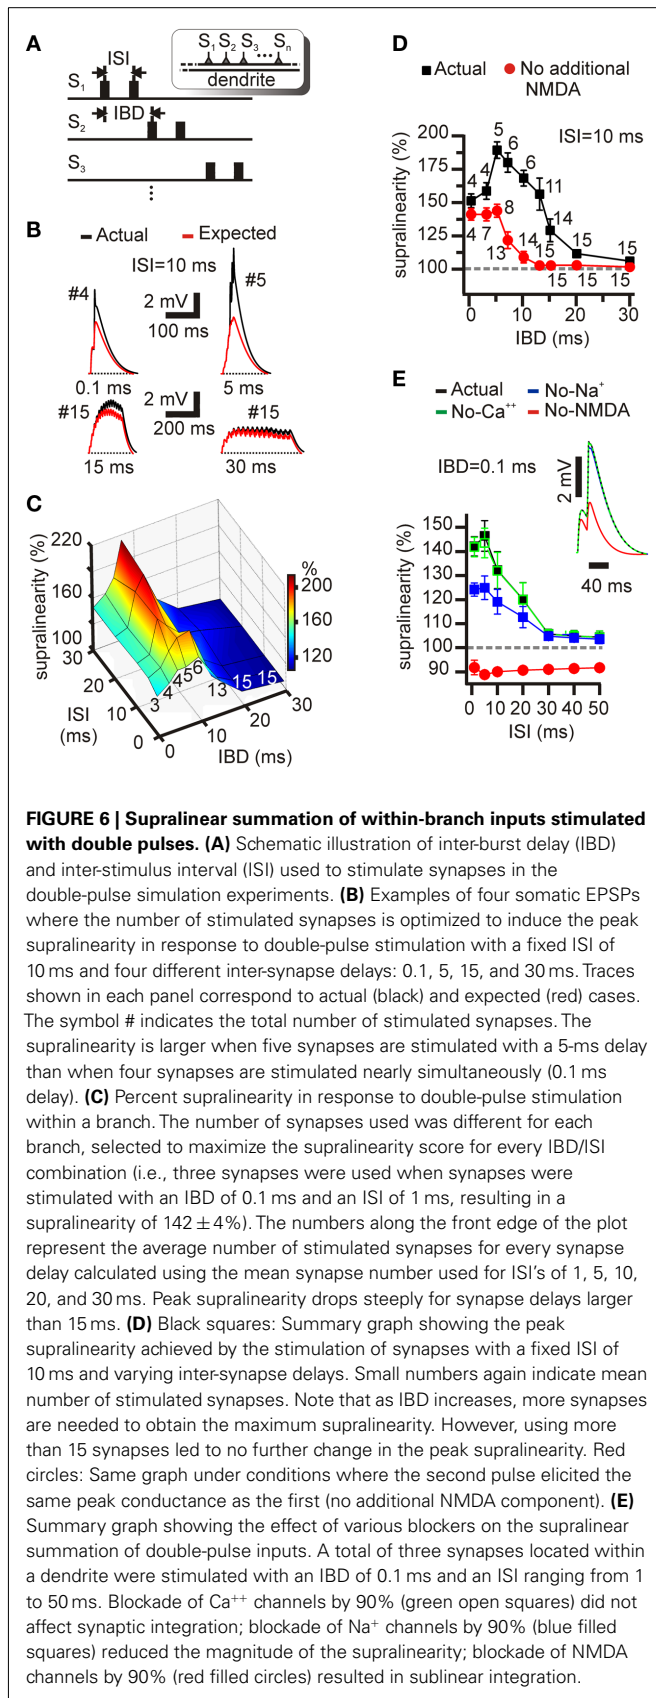 A
ISI
S1
IBD
S2
S3
S1 S2 S3 ••• Sn
dendrite
B
Actual Expected
ISI=10 ms
#4
#5
2 mV
100 ms
0.1 ms
5 ms
#15
2 mV
200 ms
#15
15 ms
30 ms
C
supralinearity (%)
220
160
100
30
20
10
0
ISI
(ms)
0
10
20
30
IBD (ms)
3 4 4 5 6 13 15 15
%
200
160
120
D
Actual No additional
NMDA
ISI=10 ms
supralinearity (%)
200
175
150
125
100
4 4 5 6 6 11 14 15 15
4 7 8 13 14 15 15 15 15
0 10 20 30
IBD (ms)
E
Actual No-Na+
No-Ca++ No-NMDA
IBD=0.1 ms
2 mV
40 ms
supralinearity (%)
150
140
130
120
110
100
90
0 10 20 30 40 50
ISI (ms)
FIGURE 6 | Supralinear summation of within-branch inputs stimulated
with double pulses. (A) Schematic illustration of inter-burst delay (IBD)
and inter-stimulus interval (ISI) used to stimulate synapses in the
double-pulse simulation experiments. (B) Examples of four somatic EPSPs
where the number of stimulated synapses is optimized to induce the peak
supralinearity in response to double-pulse stimulation with a fixed ISI of
10 ms and four different inter-synapse delays: 0.1, 5, 15, and 30 ms. Traces
shown in each panel correspond to actual (black) and expected (red) cases.
The symbol # indicates the total number of stimulated synapses. The
supralinearity is larger when five synapses are stimulated with a 5-ms delay
than when four synapses are stimulated nearly simultaneously (0.1 ms
delay). (C) Percent supralinearity in response to double-pulse stimulation
within a branch. The number of synapses used was different for each
branch, selected to maximize the supralinearity score for every IBD/ISI
combination (i.e., three synapses were used when synapses were
stimulated with an IBD of 0.1 ms and an ISI of 1 ms, resulting in a
supralinearity of 142 ± 4%). The numbers along the front edge of the plot
represent the average number of stimulated synapses for every synapse
delay calculated using the mean synapse number used for ISI's of 1, 5, 10,
20, and 30 ms. Peak supralinearity drops steeply for synapse delays larger
than 15 ms. (D) Black squares: Summary graph showing the peak
supralinearity achieved by the stimulation of synapses with a fixed ISI of
10 ms and varying inter-synapse delays. Small numbers again indicate mean
number of stimulated synapses. Note that as IBD increases, more synapses
are needed to obtain the maximum supralinearity. However, using more
than 15 synapses led to no further change in the peak supralinearity. Red
circles: Same graph under conditions where the second pulse elicited the
same peak conductance as the first (no additional NMDA component). (E)
Summary graph showing the effect of various blockers on the supralinear
summation of double-pulse inputs. A total of three synapses located within
a dendrite were stimulated with an IBD of 0.1 ms and an ISI ranging from 1
to 50 ms. Blockade of Ca++ channels by 90% (green open squares) did not
affect synaptic integration; blockade of Na+ channels by 90% (blue filled
squares) reduced the magnitude of the supralinearity; blockade of NMDA
channels by 90% (red filled circles) resulted in sublinear integration.